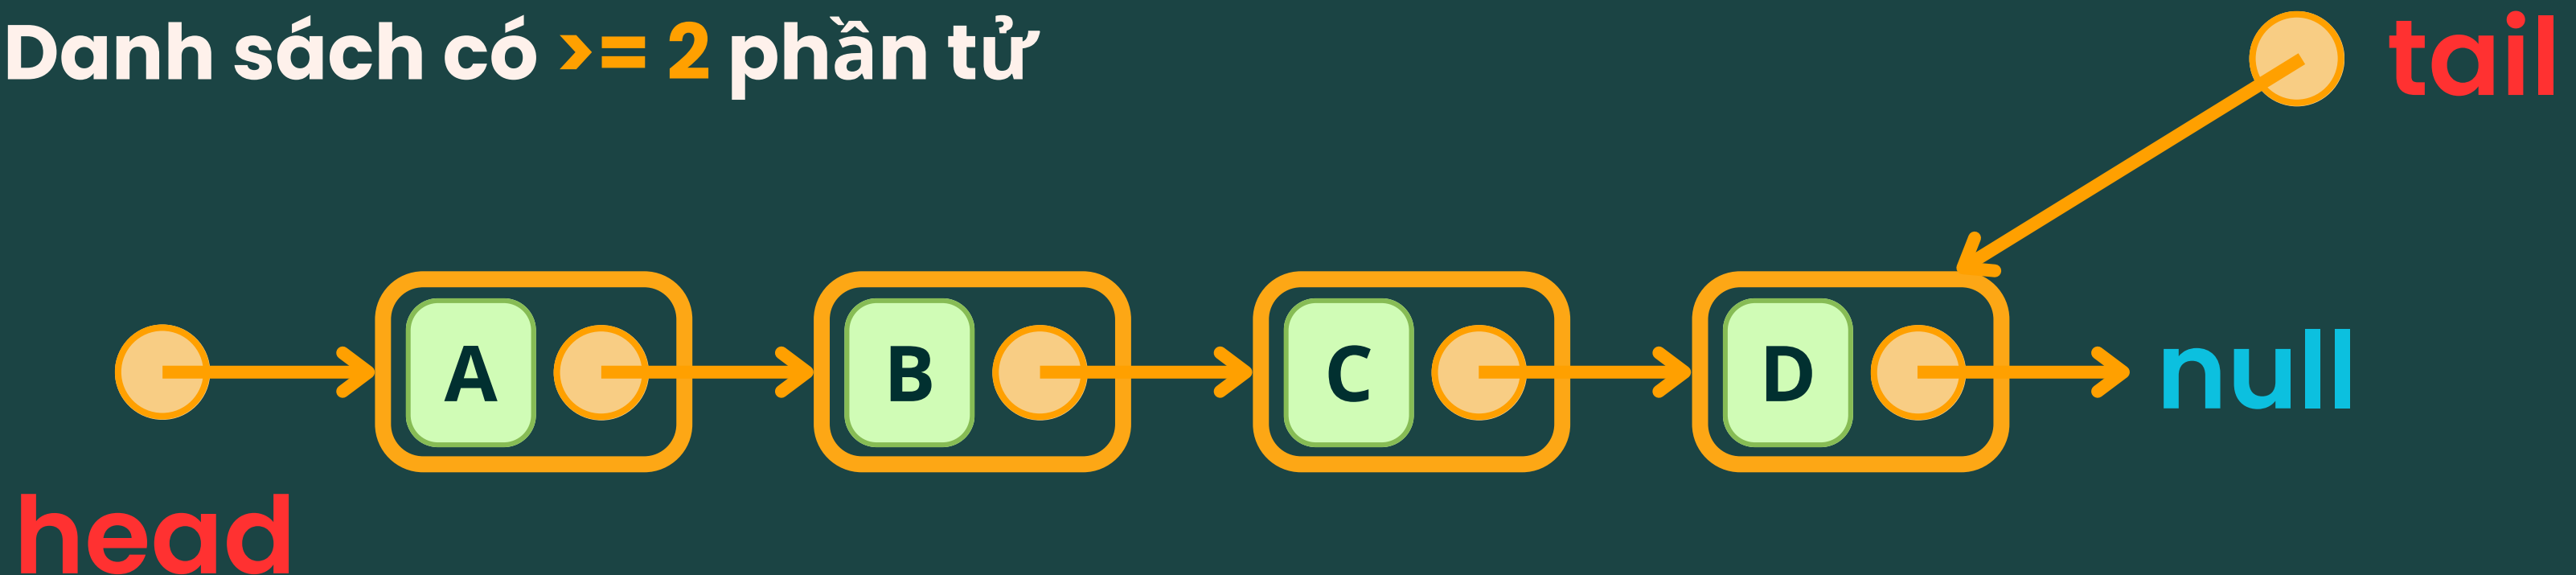 Danh sách có >= 2 phần tử
tail
A
B
C
D
null
head